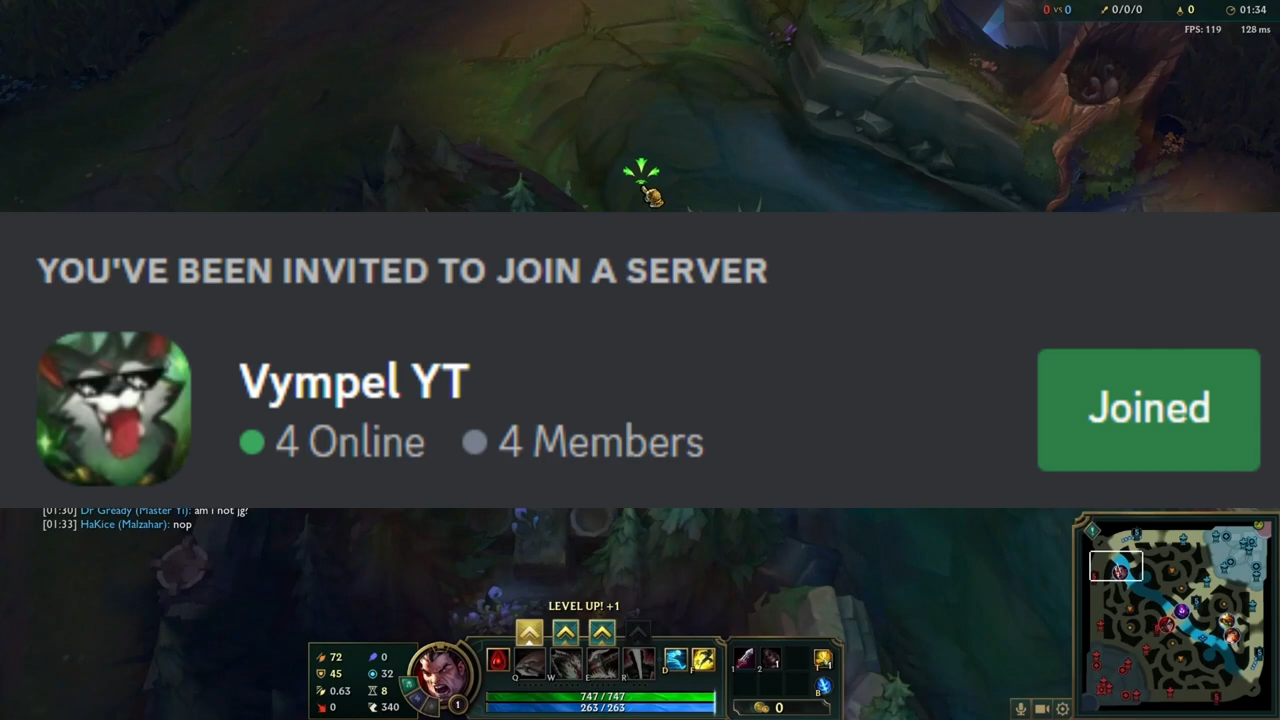 0 vs 0 0/0/0 0 01:34
FPS: 119 128 ms
YOU'VE BEEN INVITED TO JOIN A SERVER
Vympel YT
4 Online 4 Members
Joined
[01:30] Dr Gready (Master Yi): am i not jg?
[01:33] HaKice (Malzahar): nop
LEVEL UP! +1
72 0
45 32
0.63 8
0 340
1
Q W E R
D F
1 2 1
B
747 / 747
263 / 263
0